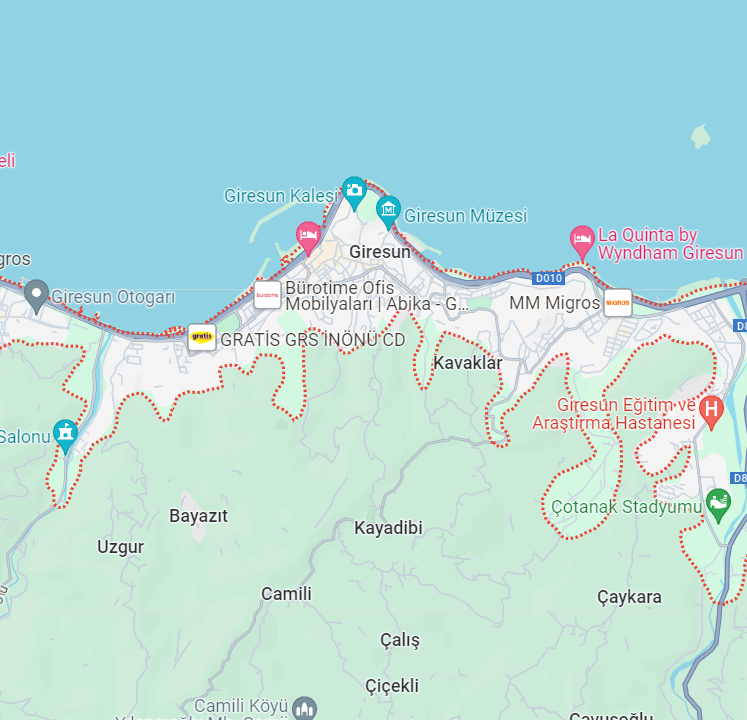 eli
Giresun Kalesi
Giresun Müzesi
La Quinta by
Wyndham Giresun
Giresun
gros
D010
Giresun Otogarı
bürotime
Bürotime Ofis
Mobilyaları | Abika - G...
MM Migros
MIGROS
gratis
GRATİS GRS İNÖNÜ CD
D8
Kavaklar
Giresun Eğitim ve
Araştırma Hastanesi
H
Salonu
D8
Çotanak Stadyumu
Bayazıt
Kayadibi
Uzgur
Camili
Çaykara
Çalış
Çiçekli
Camili Köyü
Çavuşoğlu